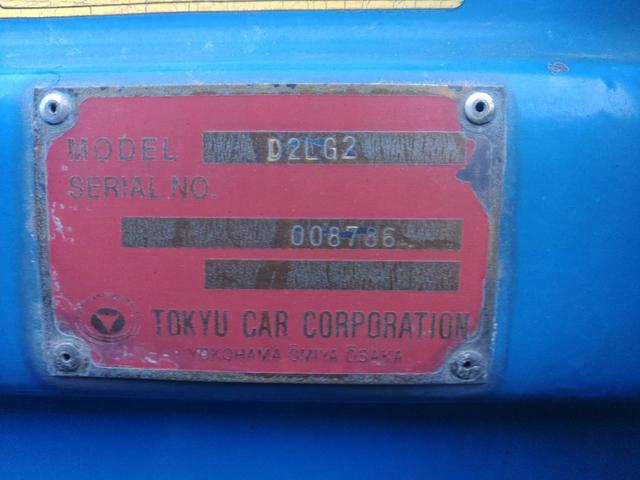 MODEL D2LG2
SERIAL NO.
008786
TOKYU CAR CORPORATION
YOKOHAMA OMIYA OSAKA